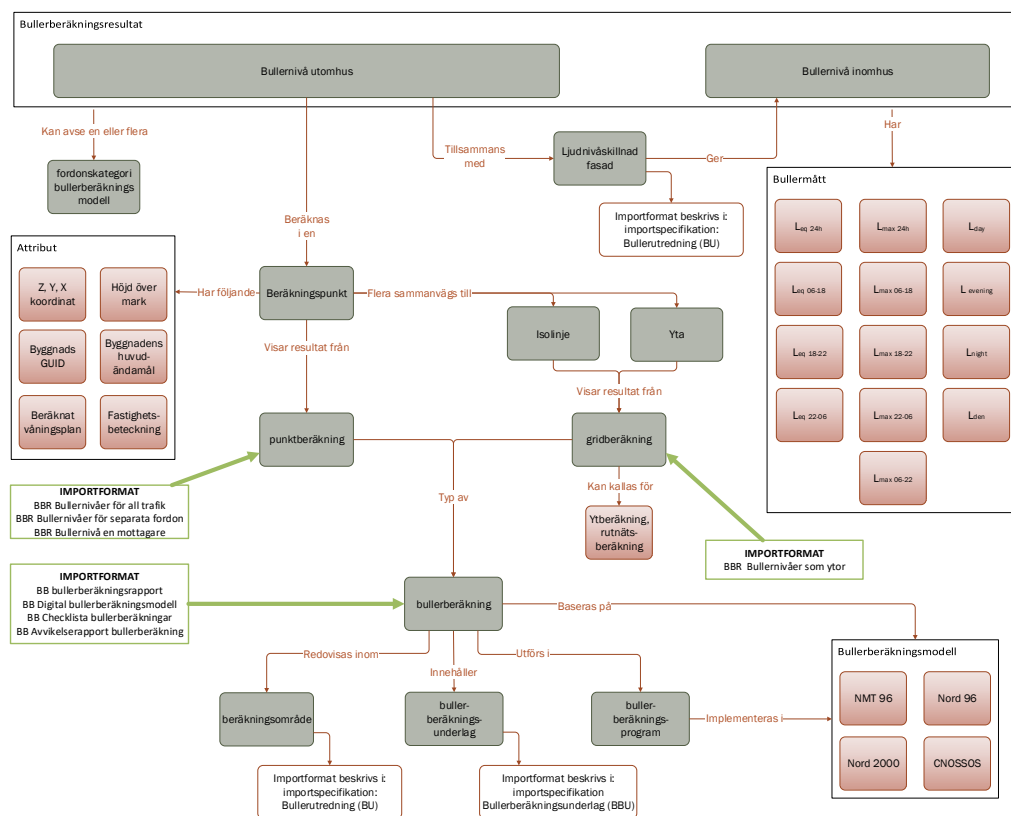 Bullerberäkningsresultat
Bullernivå utomhus
Bullernivå inomhus
Kan avse en eller flera
fordonskategori
bullerberäknings
modell
Tillsammans
med
Ljudnivåskillnad
fasad
Ger
Har
Importformat beskrivs i:
importspecifikation:
Bullerutredning (BU)
Beräknas
i en
Bullermått
Leq 24h
Lmax 24h
Lday
Leq 06-18
Lmax 06-18
L evening
Leq 18-22
Lmax 18-22
Lnight
Leq 22-06
Lmax 22-06
Lden
Lmax 06-22
Attribut
Z, Y, X
koordinat
Höjd över
mark
Byggnads
GUID
Byggnadens
huvud-
ändamål
Beräknat
våningsplan
Fastighets-
beteckning
Har följande
Beräkningspunkt
Flera sammanvägs till
Isolinje
Yta
Visar resultat från
Visar resultat från
punktberäkning
gridberäkning
Typ av
Kan kallas för
Ytberäkning,
rutnäts-
beräkning
IMPORTFORMAT
BBR Bullernivåer för all trafik
BBR Bullernivåer för separata fordon
BBR Bullernivå en mottagare
IMPORTFORMAT
BBR Bullernivåer som ytor
IMPORTFORMAT
BB bullerberäkningsrapport
BB Digital bullerberäkningsmodell
BB Checklista bullerberäkningar
BB Avvikelserapport bullerberäkning
bullerberäkning
Baseras på
Redovisas inom
Innehåller
Utförs i
beräkningsområde
buller-
beräknings-
underlag
buller-
beräknings-
program
Implementeras i
Bullerberäkningsmodell
NMT 96
Nord 96
Nord 2000
CNOSSOS
Importformat beskrivs i:
importspecifikation:
Bullerutredning (BU)
Importformat beskrivs i:
importspecifikation
Bullerberäkningsunderlag (BBU)